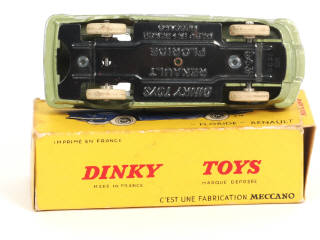 DINKY TOYS
RENAULT
FLORIDE
MECCANO
"FLORIDE" RENAULT
IMPRIMÉ EN FRANCE
DINKY TOYS
MADE IN FRANCE MARQUE DÉPOSÉE
C'EST UNE FABRICATION MECCANO